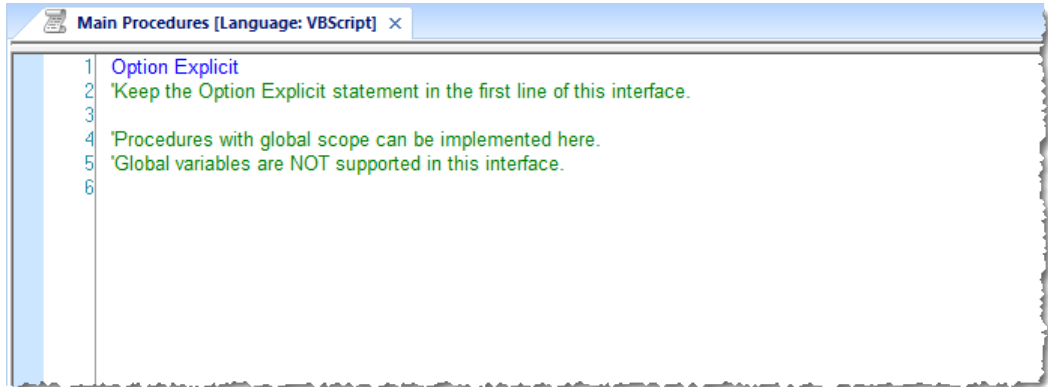 Main Procedures [Language: VBScript] ×
1 Option Explicit
2 'Keep the Option Explicit statement in the first line of this interface.
3
4 'Procedures with global scope can be implemented here.
5 'Global variables are NOT supported in this interface.
6